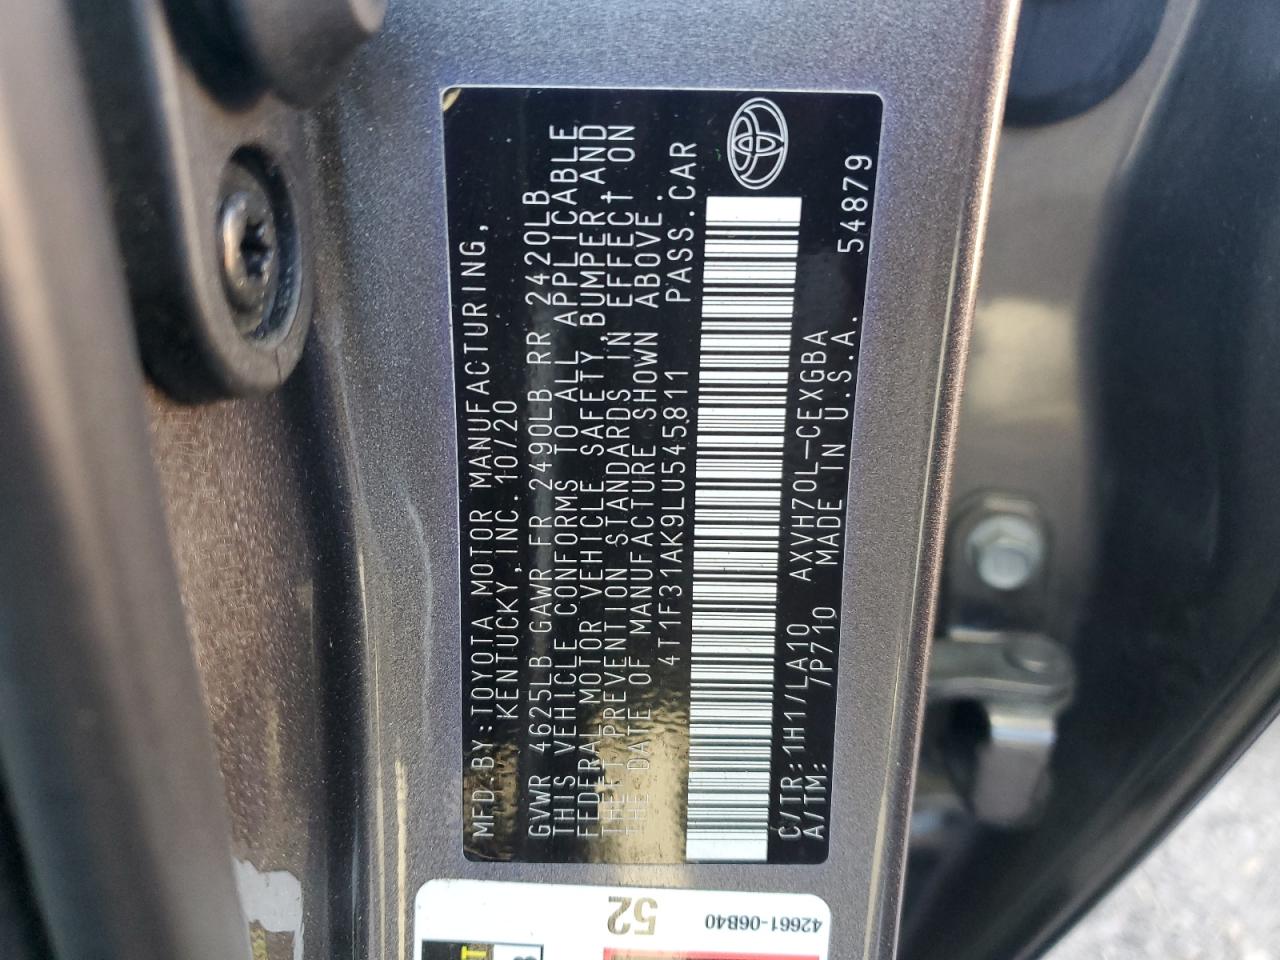 MFD.BY:TOYOTA MOTOR MANUFACTURING,
KENTUCKY,INC. 10/20
GVWR 4625LB GAWR FR 2490LB RR 2420LB
THIS VEHICLE CONFORMS TO ALL APPLICABLE
FEDERAL MOTOR VEHICLE SAFETY,BUMPER,AND
THEFT PREVENTION STANDARDS IN EFFECT ON
THE DATE OF MANUFACTURE SHOWN ABOVE.
4T1F31AK9LU545811 PASS.CAR
C/TR:1H1/LA10 AXVH70L-CEXGBA 54879
A/TM: 7P710 MADE IN U.S.A.
52
42661-06B40